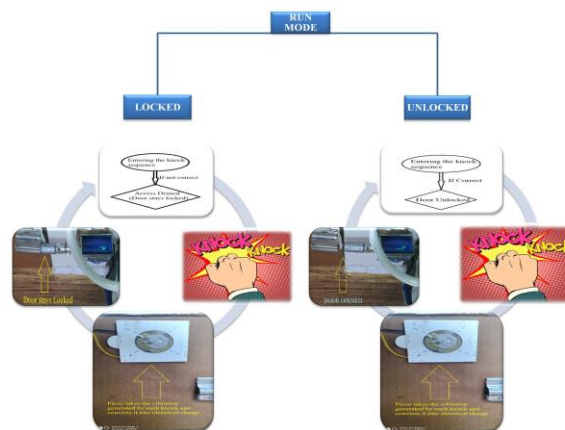 RUN
MODE
LOCKED
UNLOCKED
Entering the knock
sequence
If not correct
Access Denied
(Door stays locked)
Entering the knock
sequence
If Correct
Door Unlocked
Door stays Locked
KNOCK
KNOCK
DOOR OPENED
KNOCK
KNOCK
Piezo takes the vibration
generated by each knock and
converts it into electrical charge
Piezo takes the vibration
generated by each knock and
converts it into electrical charge